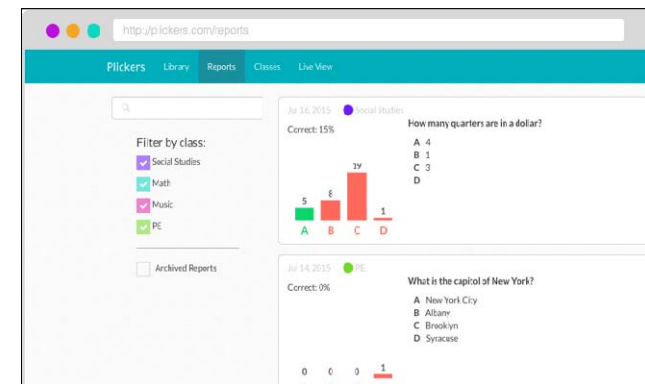 http://plickers.com/reports
Plickers Library Reports Classes Live View
Filter by class:
Social Studies
Math
Music
PE
Archived Reports
Jul 16, 2015 Social Studies
Correct: 15%
How many quarters are in a dollar?
A 4
B 1
C 3
D
5 8 19 1
A B C D
Jul 14, 2015 PE
Correct: 0%
What is the capitol of New York?
A New York City
B Albany
C Brooklyn
D Syracuse
0 0 0 1